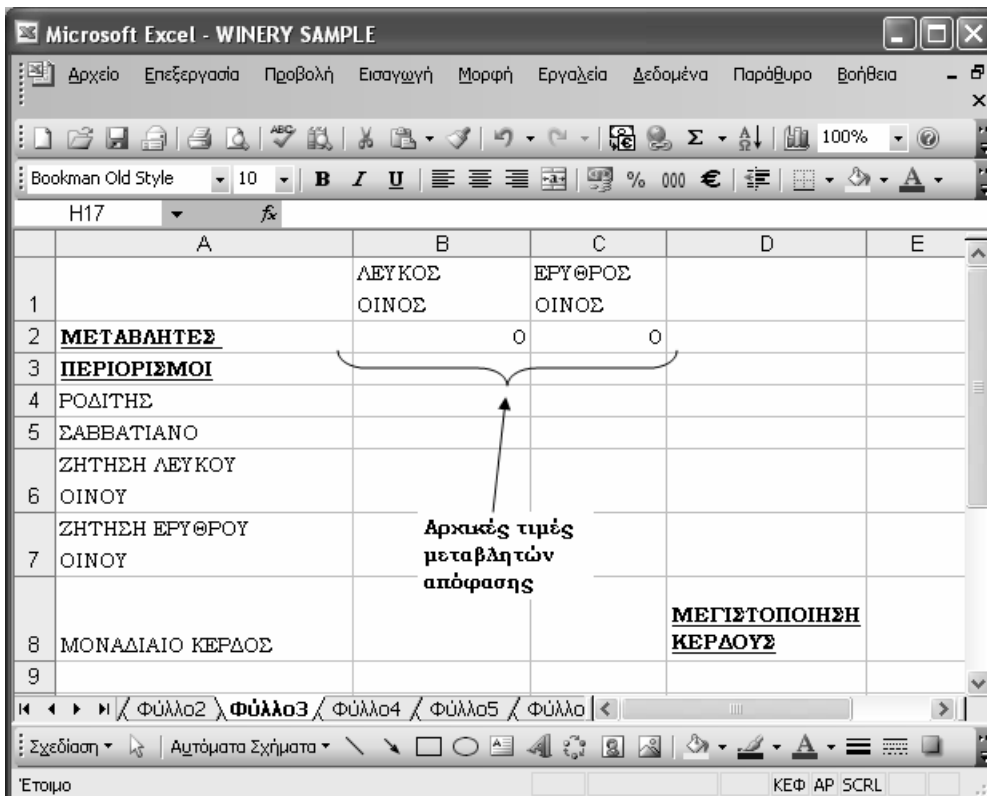 Microsoft Excel - WINERY SAMPLE
Αρχείο Επεξεργασία Προβολή Εισαγωγή Μορφή Εργαλεία Δεδομένα Παράθυρο Βοήθεια
ABC Σ 100%
Bookman Old Style 10 B I U % 000 € A
H17 fx
A B C D E
ΛΕΥΚΟΣ ΕΡΥΘΡΟΣ
1 ΟΙΝΟΣ ΟΙΝΟΣ
2 ΜΕΤΑΒΛΗΤΕΣ 0 0
3 ΠΕΡΙΟΡΙΣΜΟΙ
4 ΡΟΔΙΤΗΣ
5 ΣΑΒΒΑΤΙΑΝΟ
ΖΗΤΗΣΗ ΛΕΥΚΟΥ
6 ΟΙΝΟΥ
ΖΗΤΗΣΗ ΕΡΥΘΡΟΥ
7 ΟΙΝΟΥ
Αρχικές τιμές
μεταβλητών
απόφασης
ΜΕΓΙΣΤΟΠΟΙΗΣΗ
8 ΜΟΝΑΔΙΑΙΟ ΚΕΡΔΟΣ ΚΕΡΔΟΥΣ
9
Φύλλο2 Φύλλο3 Φύλλο4 Φύλλο5 Φύλλο
Σχεδίαση Αυτόματα Σχήματα A
Έτοιμο ΚΕΦ ΑΡ SCRL